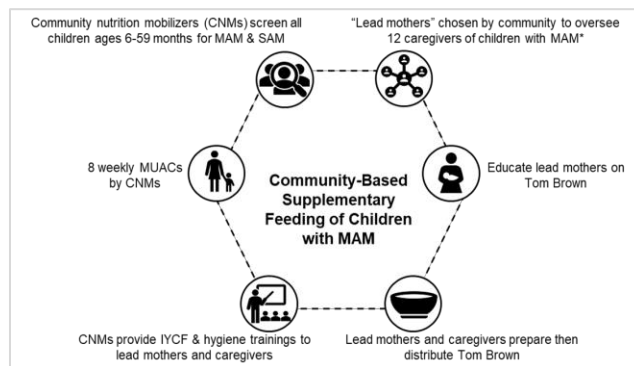 Community nutrition mobilizers (CNMs) screen all
children ages 6-59 months for MAM & SAM
“Lead mothers” chosen by community to oversee
12 caregivers of children with MAM*
8 weekly MUACs
by CNMs
Community-Based
Supplementary
Feeding of Children
with MAM
Educate lead mothers on
Tom Brown
CNMs provide IYCF & hygiene trainings to
lead mothers and caregivers
Lead mothers and caregivers prepare then
distribute Tom Brown